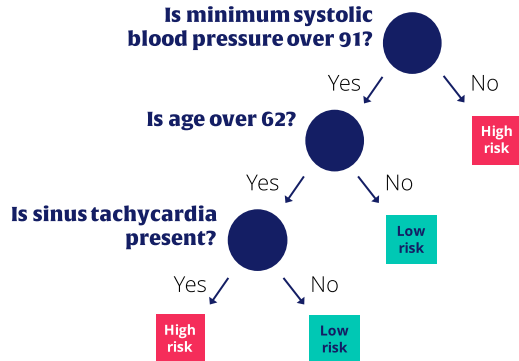 Is minimum systolic
blood pressure over 91?
Yes
No
Is age over 62?
High
risk
Yes
No
Is sinus tachycardia
present?
Low
risk
Yes
No
High
risk
Low
risk